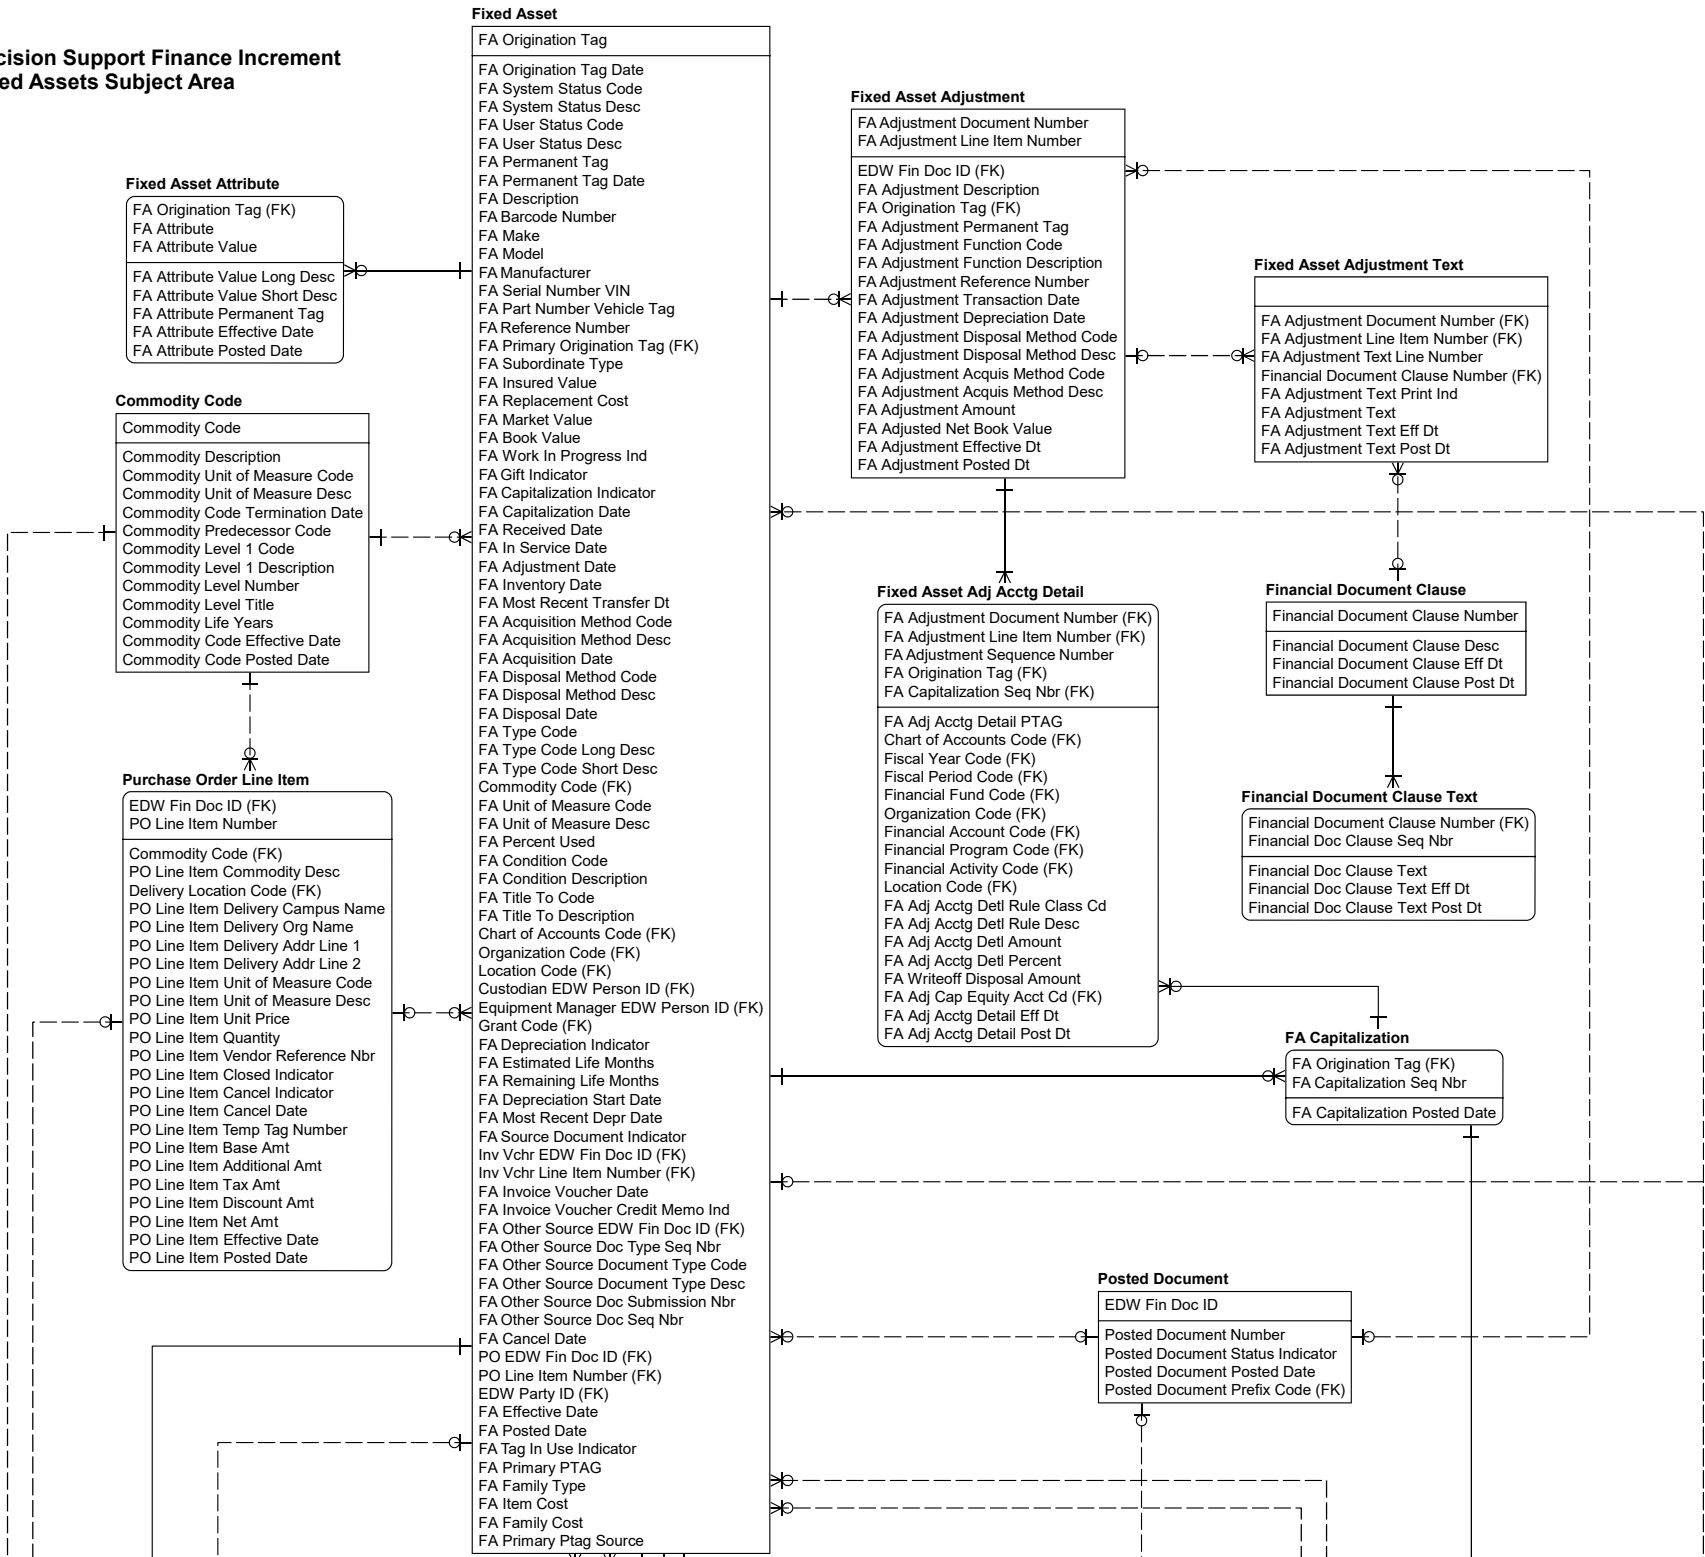 cision Support Finance Increment
ed Assets Subject Area
Fixed Asset
FA Origination Tag
FA Origination Tag Date
FA System Status Code
FA System Status Desc
FA User Status Code
FA User Status Desc
FA Permanent Tag
FA Permanent Tag Date
FA Description
FA Barcode Number
FA Make
FA Model
FA Manufacturer
FA Serial Number VIN
FA Part Number Vehicle Tag
FA Reference Number
FA Primary Origination Tag (FK)
FA Subordinate Type
FA Insured Value
FA Replacement Cost
FA Market Value
FA Book Value
FA Work In Progress Ind
FA Gift Indicator
FA Capitalization Indicator
FA Capitalization Date
FA Received Date
FA In Service Date
FA Adjustment Date
FA Inventory Date
FA Most Recent Transfer Dt
FA Acquisition Method Code
FA Acquisition Method Desc
FA Acquisition Date
FA Disposal Method Code
FA Disposal Method Desc
FA Disposal Date
FA Type Code
FA Type Code Long Desc
FA Type Code Short Desc
Commodity Code (FK)
FA Unit of Measure Code
FA Unit of Measure Desc
FA Percent Used
FA Condition Code
FA Condition Description
FA Title To Code
FA Title To Description
Chart of Accounts Code (FK)
Organization Code (FK)
Location Code (FK)
Custodian EDW Person ID (FK)
Equipment Manager EDW Person ID (FK)
Grant Code (FK)
FA Depreciation Indicator
FA Estimated Life Months
FA Remaining Life Months
FA Depreciation Start Date
FA Most Recent Depr Date
FA Source Document Indicator
Inv Vchr EDW Fin Doc ID (FK)
Inv Vchr Line Item Number (FK)
FA Invoice Voucher Date
FA Invoice Voucher Credit Memo Ind
FA Other Source EDW Fin Doc ID (FK)
FA Other Source Doc Type Seq Nbr
FA Other Source Document Type Code
FA Other Source Document Type Desc
FA Other Source Doc Submission Nbr
FA Other Source Doc Seq Nbr
FA Cancel Date
PO EDW Fin Doc ID (FK)
PO Line Item Number (FK)
EDW Party ID (FK)
FA Effective Date
FA Posted Date
FA Tag In Use Indicator
FA Primary PTAG
FA Family Type
FA Item Cost
FA Family Cost
FA Primary Ptag Source
Fixed Asset Attribute
FA Origination Tag (FK)
FA Attribute
FA Attribute Value
FA Attribute Value Long Desc
FA Attribute Value Short Desc
FA Attribute Permanent Tag
FA Attribute Effective Date
FA Attribute Posted Date
Commodity Code
Commodity Code
Commodity Description
Commodity Unit of Measure Code
Commodity Unit of Measure Desc
Commodity Code Termination Date
Commodity Predecessor Code
Commodity Level 1 Code
Commodity Level 1 Description
Commodity Level Number
Commodity Level Title
Commodity Life Years
Commodity Code Effective Date
Commodity Code Posted Date
Purchase Order Line Item
EDW Fin Doc ID (FK)
PO Line Item Number
Commodity Code (FK)
PO Line Item Commodity Desc
Delivery Location Code (FK)
PO Line Item Delivery Campus Name
PO Line Item Delivery Org Name
PO Line Item Delivery Addr Line 1
PO Line Item Delivery Addr Line 2
PO Line Item Unit of Measure Code
PO Line Item Unit of Measure Desc
PO Line Item Unit Price
PO Line Item Quantity
PO Line Item Vendor Reference Nbr
PO Line Item Closed Indicator
PO Line Item Cancel Indicator
PO Line Item Cancel Date
PO Line Item Temp Tag Number
PO Line Item Base Amt
PO Line Item Additional Amt
PO Line Item Tax Amt
PO Line Item Discount Amt
PO Line Item Net Amt
PO Line Item Effective Date
PO Line Item Posted Date
Fixed Asset Adjustment
FA Adjustment Document Number
FA Adjustment Line Item Number
EDW Fin Doc ID (FK)
FA Adjustment Description
FA Origination Tag (FK)
FA Adjustment Permanent Tag
FA Adjustment Function Code
FA Adjustment Function Description
FA Adjustment Reference Number
FA Adjustment Transaction Date
FA Adjustment Depreciation Date
FA Adjustment Disposal Method Code
FA Adjustment Disposal Method Desc
FA Adjustment Acquis Method Code
FA Adjustment Acquis Method Desc
FA Adjustment Amount
FA Adjusted Net Book Value
FA Adjustment Effective Dt
FA Adjustment Posted Dt
Fixed Asset Adjustment Text
FA Adjustment Document Number (FK)
FA Adjustment Line Item Number (FK)
FA Adjustment Text Line Number
Financial Document Clause Number (FK)
FA Adjustment Text Print Ind
FA Adjustment Text
FA Adjustment Text Eff Dt
FA Adjustment Text Post Dt
Fixed Asset Adj Acctg Detail
FA Adjustment Document Number (FK)
FA Adjustment Line Item Number (FK)
FA Adjustment Sequence Number
FA Origination Tag (FK)
FA Capitalization Seq Nbr (FK)
FA Adj Acctg Detail PTAG
Chart of Accounts Code (FK)
Fiscal Year Code (FK)
Fiscal Period Code (FK)
Financial Fund Code (FK)
Organization Code (FK)
Financial Account Code (FK)
Financial Program Code (FK)
Financial Activity Code (FK)
Location Code (FK)
FA Adj Acctg Detl Rule Class Cd
FA Adj Acctg Detl Rule Desc
FA Adj Acctg Detl Amount
FA Adj Acctg Detl Percent
FA Writeoff Disposal Amount
FA Adj Cap Equity Acct Cd (FK)
FA Adj Acctg Detail Eff Dt
FA Adj Acctg Detail Post Dt
Financial Document Clause
Financial Document Clause Number
Financial Document Clause Desc
Financial Document Clause Eff Dt
Financial Document Clause Post Dt
Financial Document Clause Text
Financial Document Clause Number (FK)
Financial Doc Clause Seq Nbr
Financial Doc Clause Text
Financial Doc Clause Text Eff Dt
Financial Doc Clause Text Post Dt
FA Capitalization
FA Origination Tag (FK)
FA Capitalization Seq Nbr
FA Capitalization Posted Date
Posted Document
EDW Fin Doc ID
Posted Document Number
Posted Document Status Indicator
Posted Document Posted Date
Posted Document Prefix Code (FK)